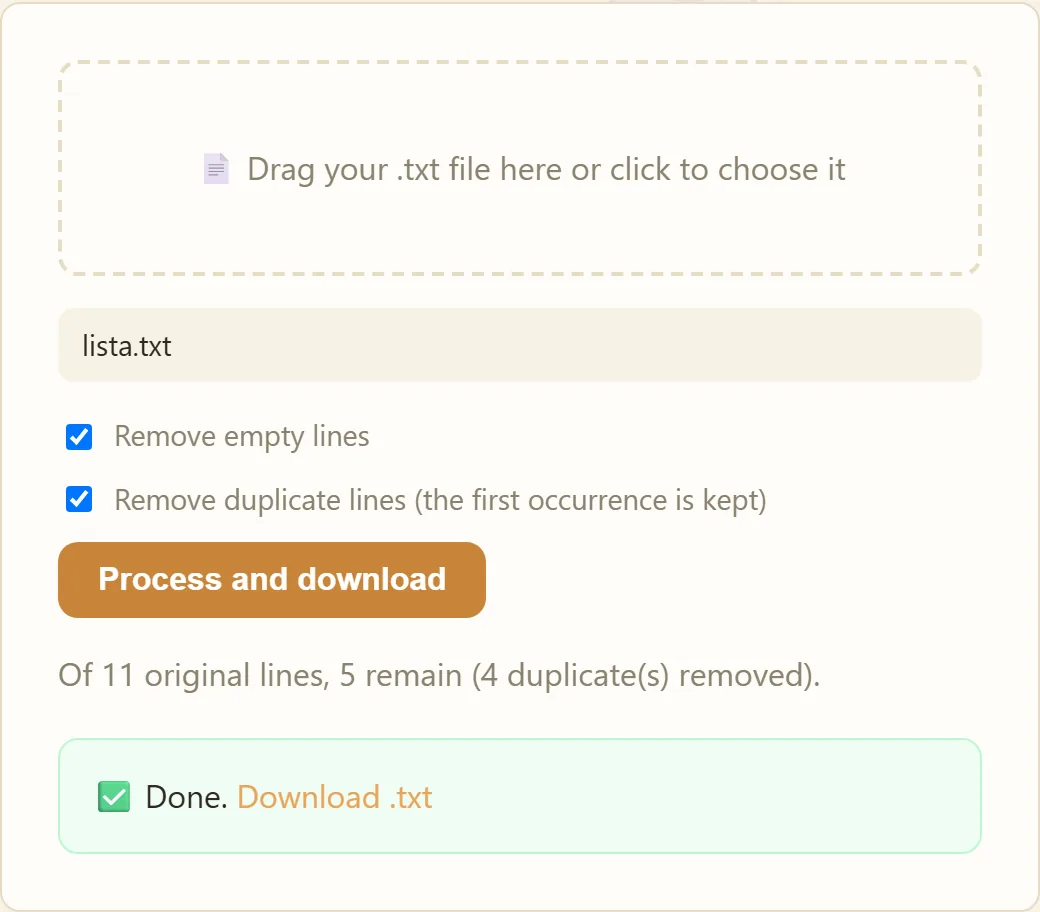 Drag your .txt file here or click to choose it
lista.txt
Remove empty lines
Remove duplicate lines (the first occurrence is kept)
Process and download
Of 11 original lines, 5 remain (4 duplicate(s) removed).
Done. Download .txt